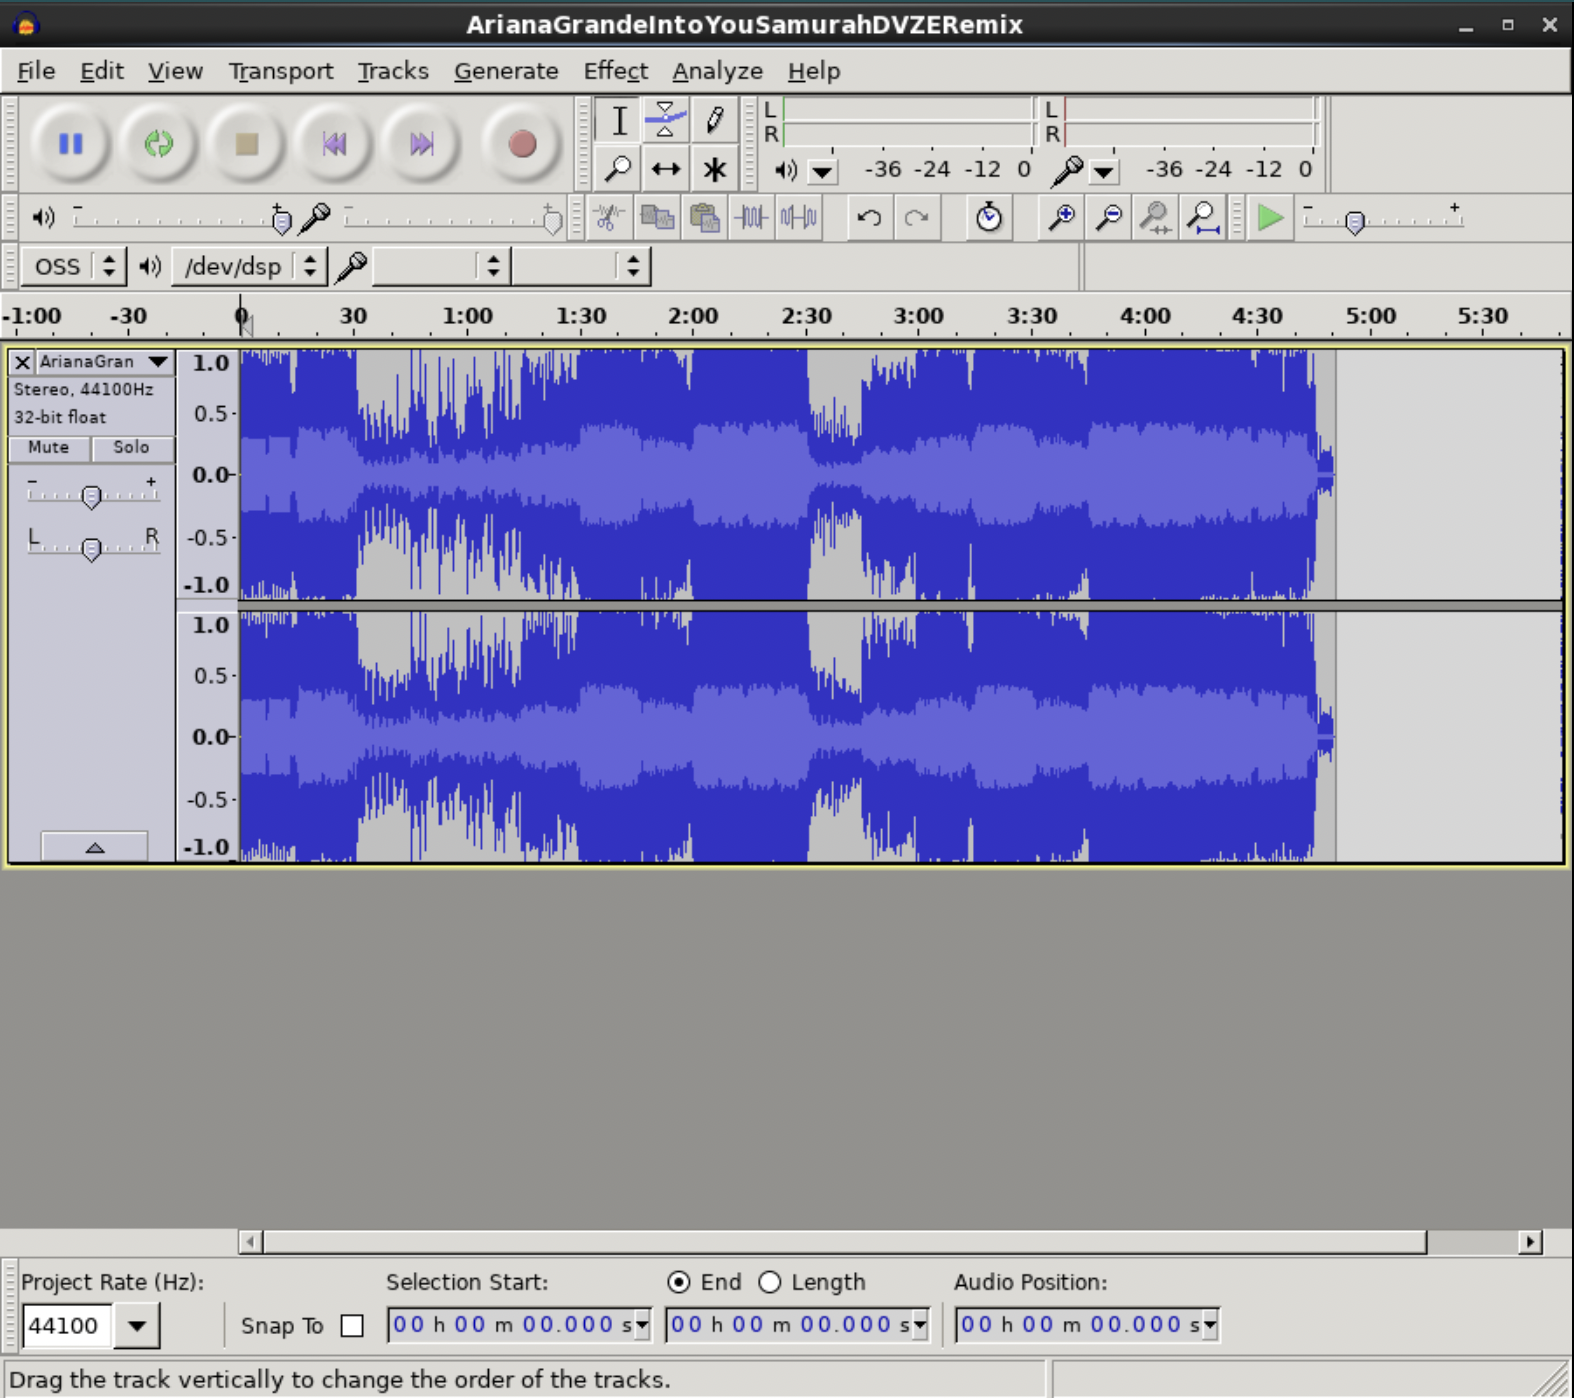 ArianaGrandeIntoYouSamurahDVZERemix
File Edit View Transport Tracks Generate Effect Analyze Help
L
R
-36 -24 -12 0
L
R
-36 -24 -12 0
- +
- +
- +
OSS /dev/dsp
-1:00 -30 0 30 1:00 1:30 2:00 2:30 3:00 3:30 4:00 4:30 5:00 5:30
ArianaGran
Stereo, 44100Hz
32-bit float
Mute Solo
- +
L R
1.0
0.5
0.0
-0.5
-1.0
1.0
0.5
0.0
-0.5
-1.0
Project Rate (Hz): Selection Start: End Length Audio Position:
44100 Snap To 00 h 00 m 00.000 s 00 h 00 m 00.000 s 00 h 00 m 00.000 s
Drag the track vertically to change the order of the tracks.